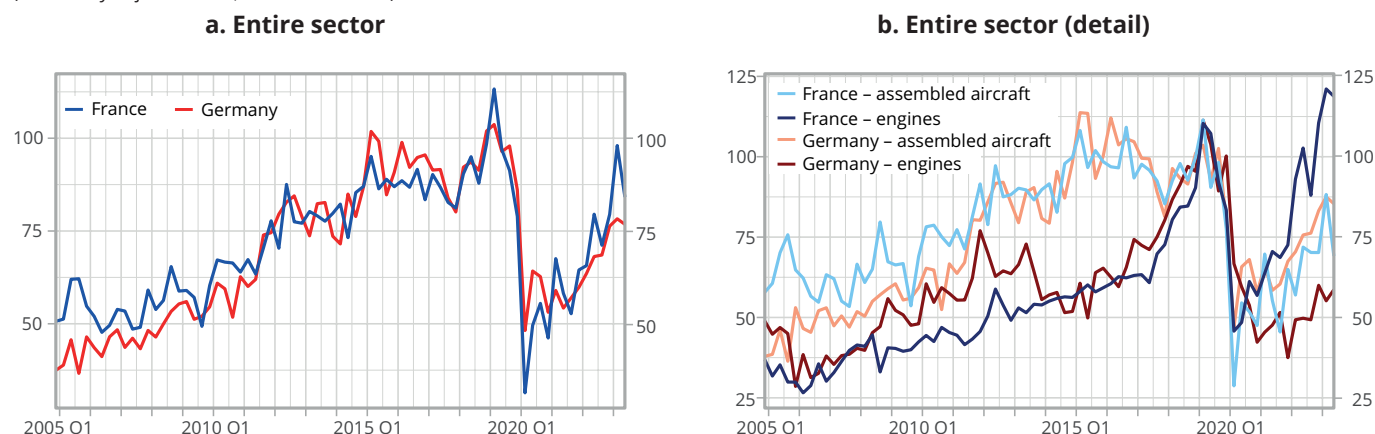 a. Entire sector
b. Entire sector (detail)
France
Germany
100
75
50
100
75
50
2005 Q1
2010 Q1
2015 Q1
2020 Q1
France – assembled aircraft
France – engines
Germany – assembled aircraft
Germany – engines
125
100
75
50
25
125
100
75
50
25
2005 Q1
2010 Q1
2015 Q1
2020 Q1